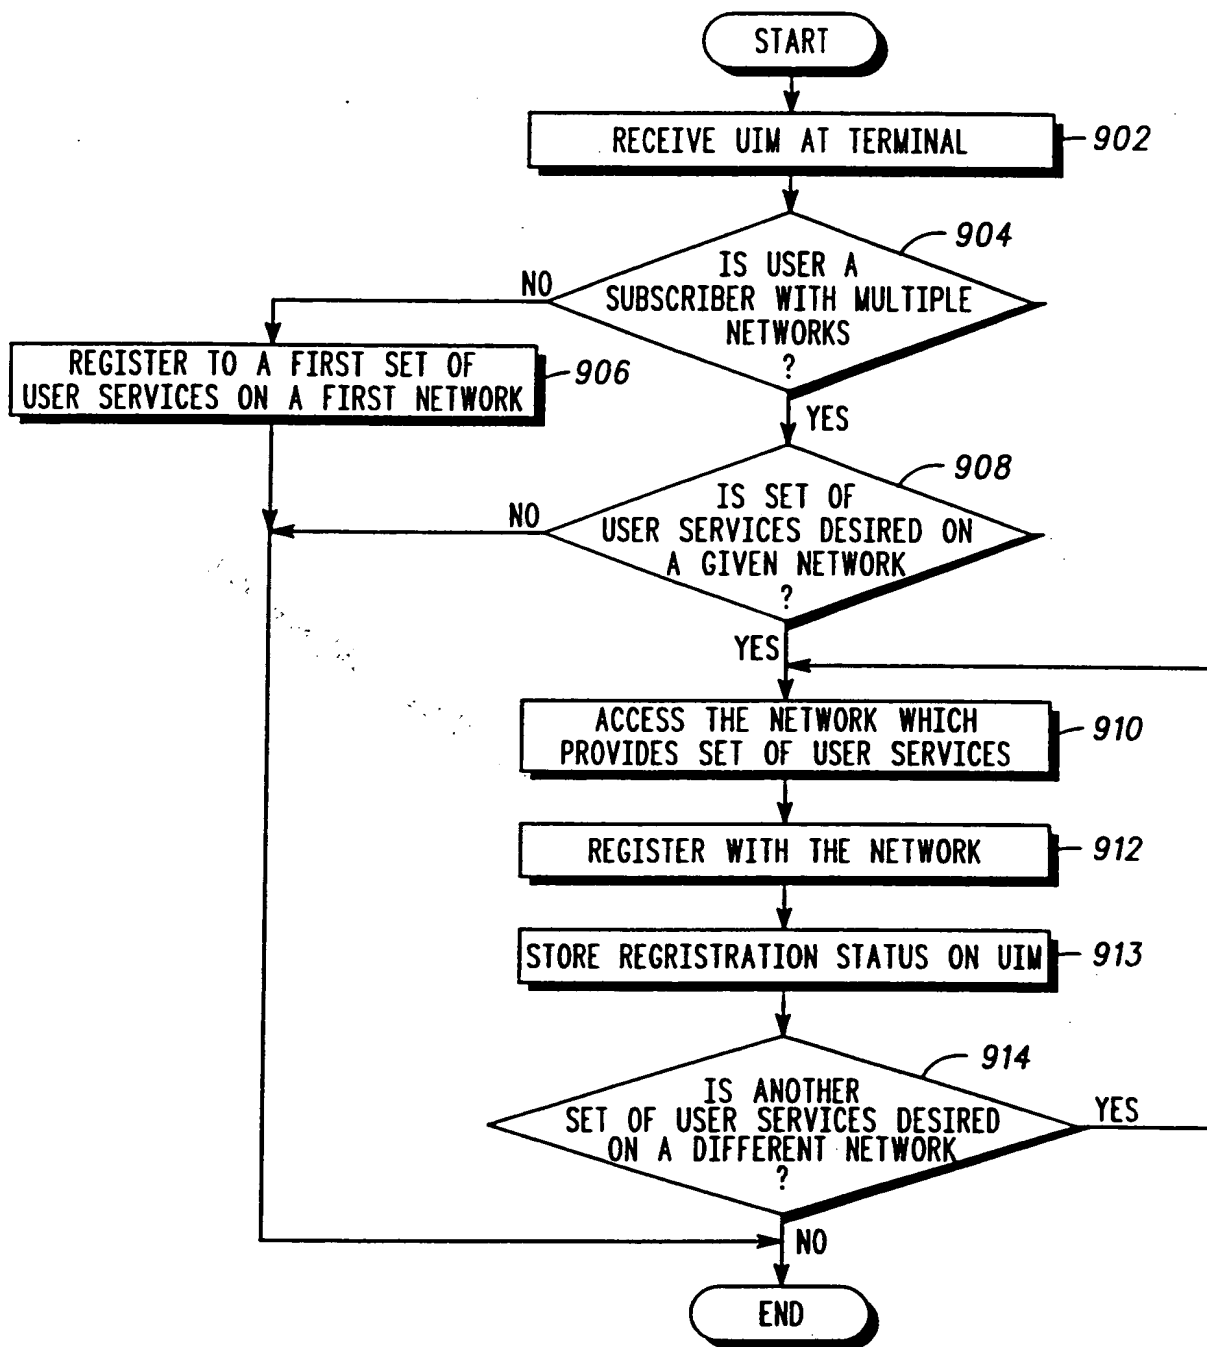 START
RECEIVE UIM AT TERMINAL
902
904
IS USER A
SUBSCRIBER WITH MULTIPLE
NETWORKS
?
NO
YES
REGISTER TO A FIRST SET OF
USER SERVICES ON A FIRST NETWORK
906
908
IS SET OF
USER SERVICES DESIRED ON
A GIVEN NETWORK
?
NO
YES
ACCESS THE NETWORK WHICH
PROVIDES SET OF USER SERVICES
910
REGISTER WITH THE NETWORK
912
STORE REGRISTRATION STATUS ON UIM
913
914
IS ANOTHER
SET OF USER SERVICES DESIRED
ON A DIFFERENT NETWORK
?
YES
NO
END